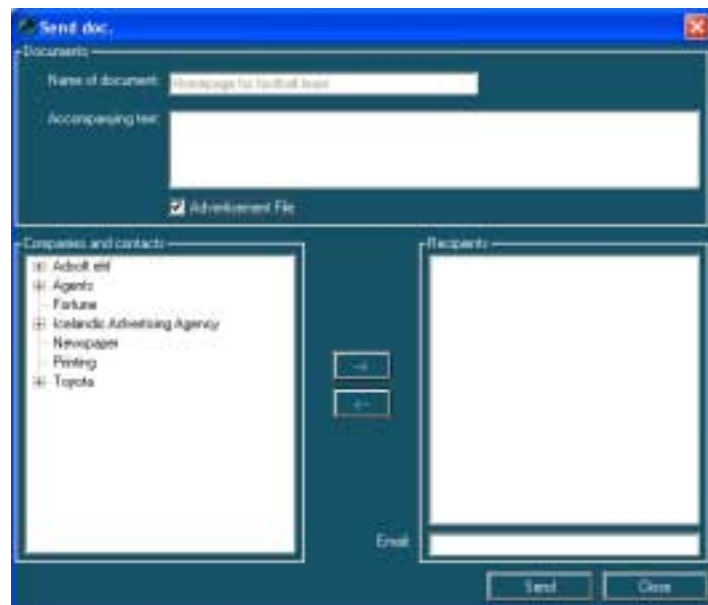 Send doc.
Documents
Name of document:
Homepage for football team
Accompanying text:
Advertisement File
Companies and contacts
Adsoft ehf
Agents
Fortune
Icelandic Advertising Agency
Newspaper
Printing
Toyota
-->
<--
Recipients
Email:
Send
Close